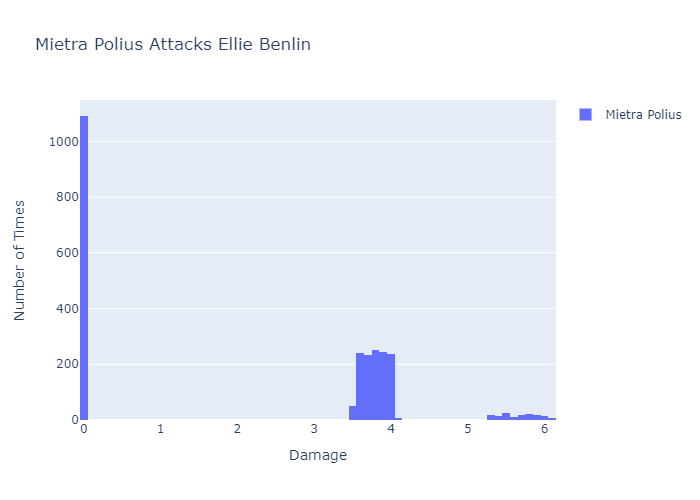 Mietra Polius Attacks Ellie Benlin
Mietra Polius
Number of Times
1000
800
600
400
200
0
0 1 2 3 4 5 6
Damage